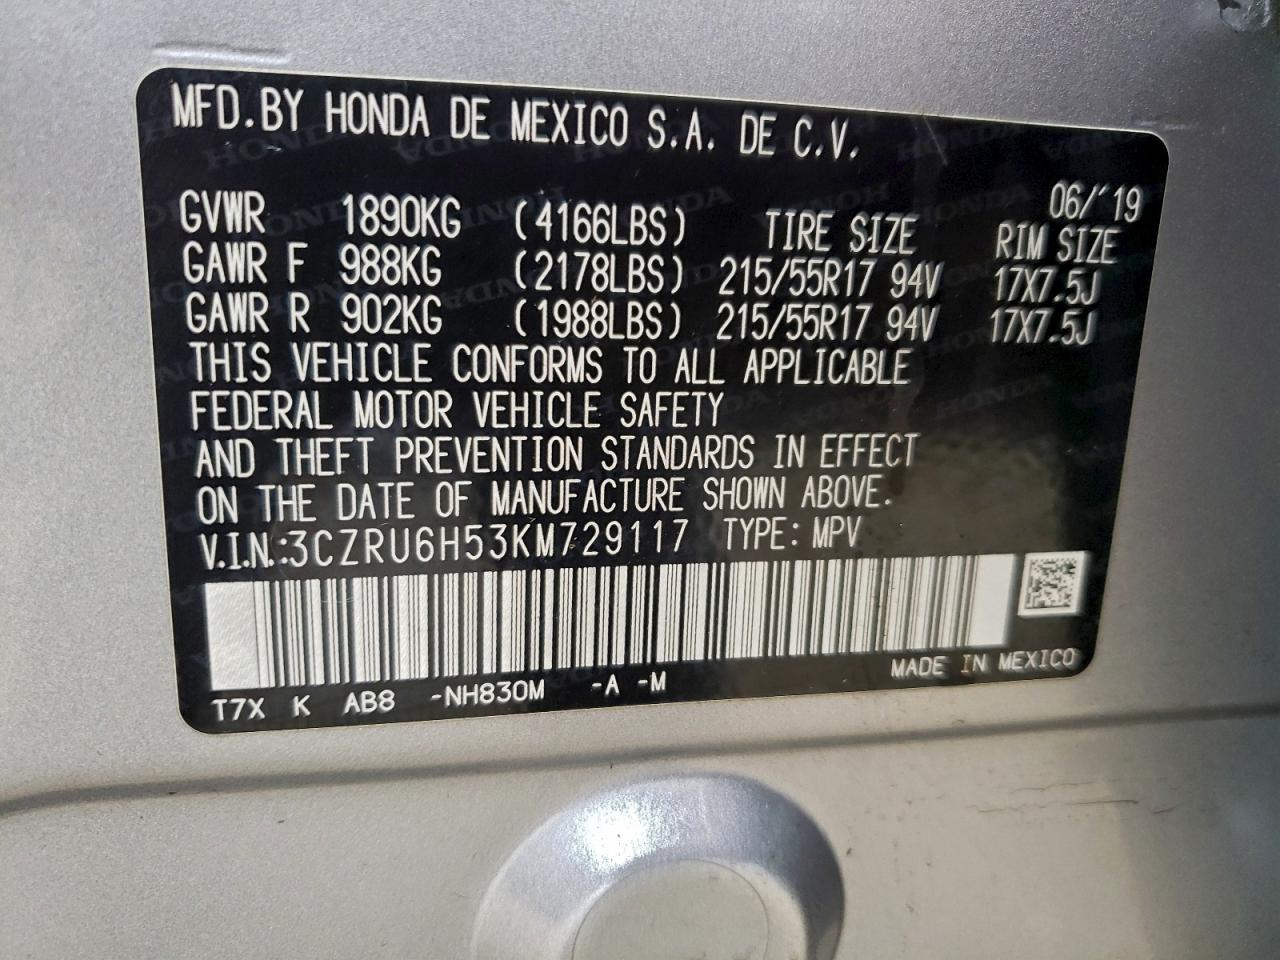 MFD.BY HONDA DE MEXICO S.A. DE C.V.
06/'19
GVWR 1890KG (4166LBS) TIRE SIZE RIM SIZE
GAWR F 988KG (2178LBS) 215/55R17 94V 17X7.5J
GAWR R 902KG (1988LBS) 215/55R17 94V 17X7.5J
THIS VEHICLE CONFORMS TO ALL APPLICABLE
FEDERAL MOTOR VEHICLE SAFETY
AND THEFT PREVENTION STANDARDS IN EFFECT
ON THE DATE OF MANUFACTURE SHOWN ABOVE.
V.I.N.:3CZRU6H53KM729117 TYPE: MPV
T7X K AB8 -NH830M -A -M MADE IN MEXICO